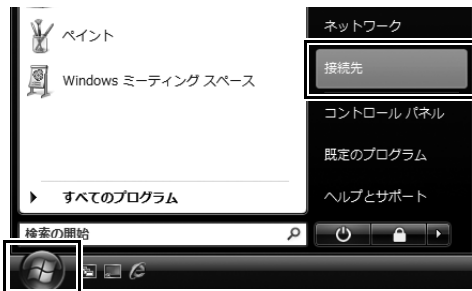 ペイント
Windows ミーティング スペース
すべてのプログラム
検索の開始
ネットワーク
接続先
コントロール パネル
既定のプログラム
ヘルプとサポート